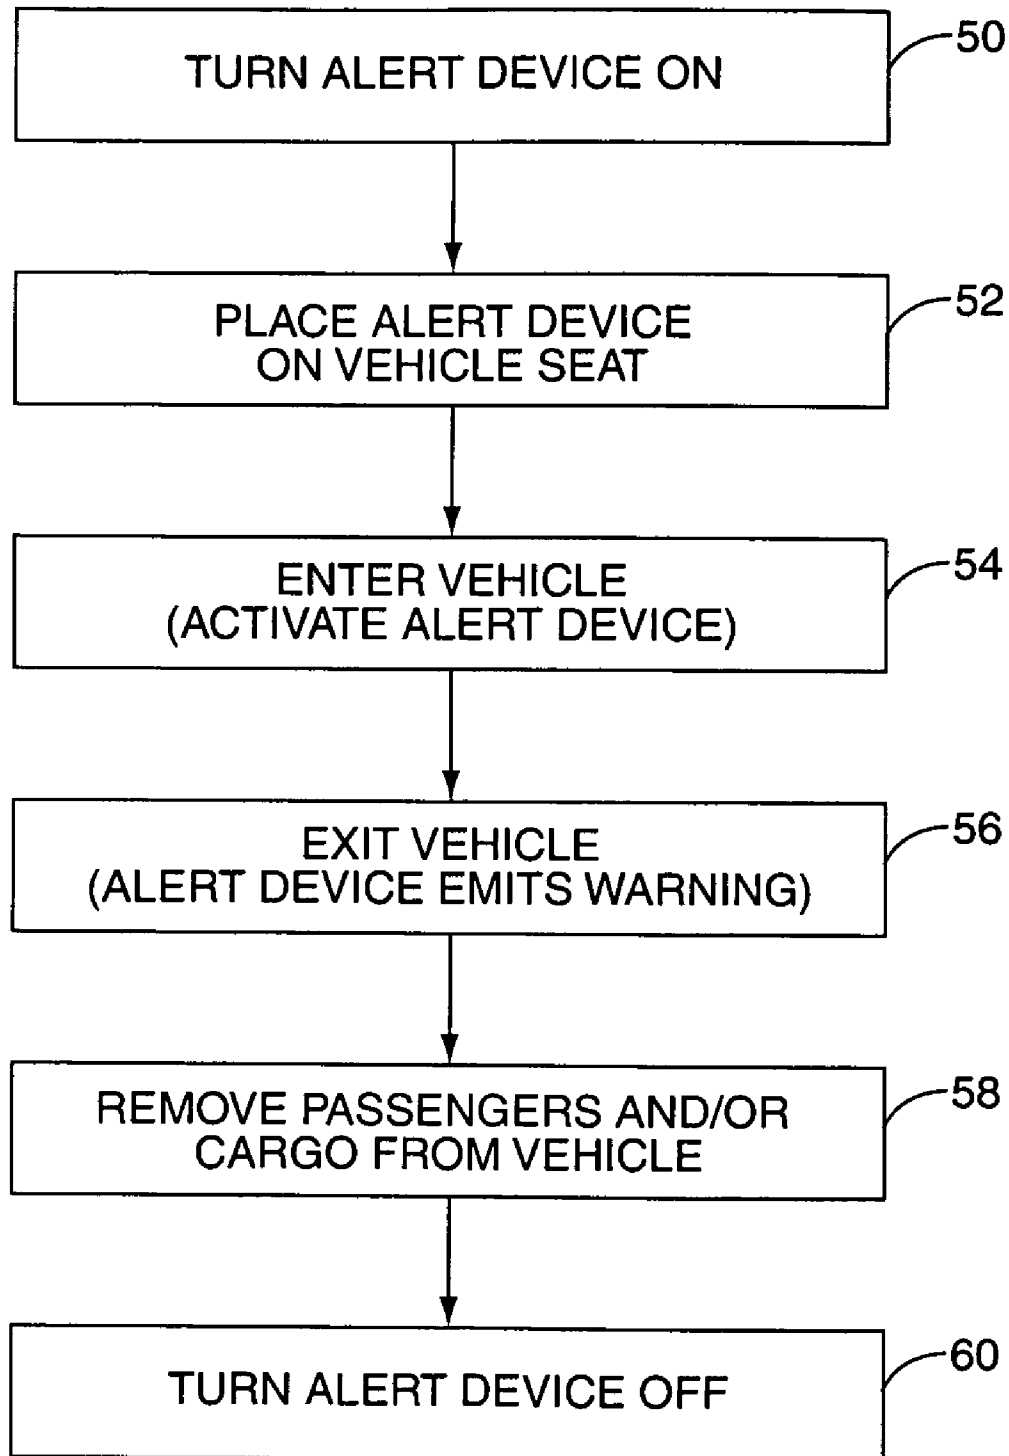 TURN ALERT DEVICE ON
50
PLACE ALERT DEVICE
ON VEHICLE SEAT
52
ENTER VEHICLE
(ACTIVATE ALERT DEVICE)
54
EXIT VEHICLE
(ALERT DEVICE EMITS WARNING)
56
REMOVE PASSENGERS AND/OR
CARGO FROM VEHICLE
58
TURN ALERT DEVICE OFF
60